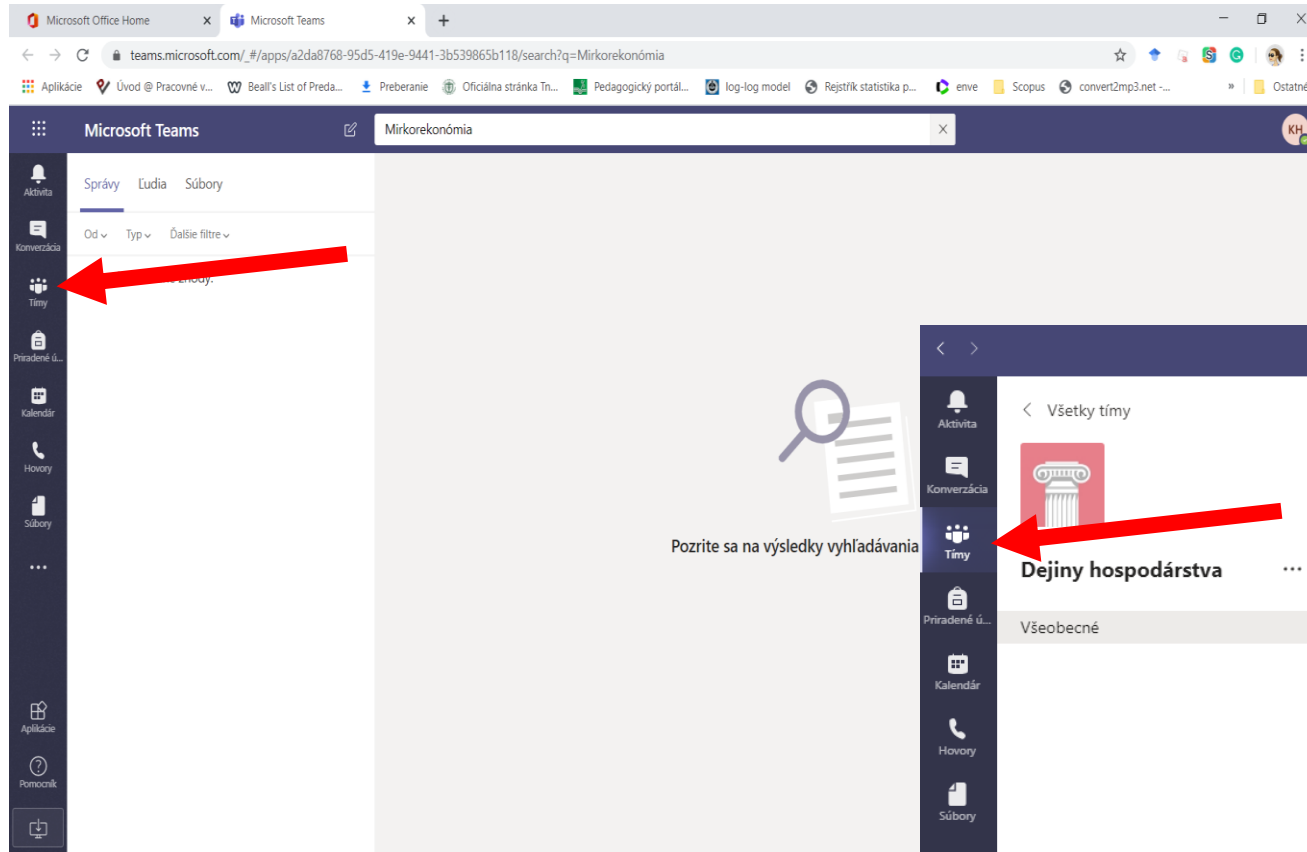 Microsoft Office Home
Microsoft Teams
teams.microsoft.com/_#/apps/a2da8768-95d5-419e-9441-3b539865b118/search?q=Mirkorekonómia
Aplikácie
Úvod @ Pracovné v...
Beall's List of Preda...
Preberanie
Oficiálna stránka Tn...
Pedagogický portál...
log-log model
Rejstřík statistika p...
enve
Scopus
convert2mp3.net -...
»
Ostatné
Microsoft Teams
Mirkorekonómia
KH
Aktivita
Konverzácia
Tímy
Priradené ú...
Kalendár
Hovory
Súbory
Aplikácie
Pomocník
Správy Ľudia Súbory
Od Typ Ďalšie filtre
zhody.
Pozrite sa na výsledky vyhľadávania
Aktivita
Konverzácia
Tímy
Priradené ú...
Kalendár
Hovory
Súbory
Všetky tímy
Dejiny hospodárstva ...
Všeobecné